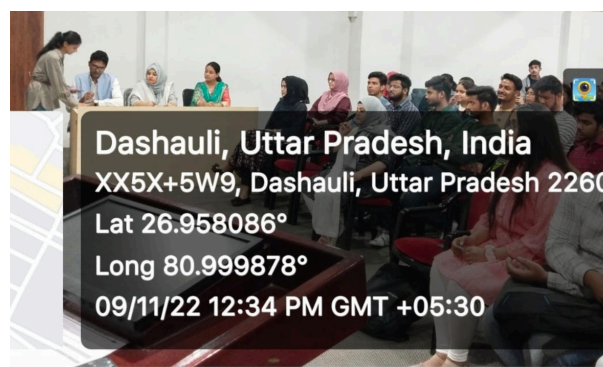 Dashauli, Uttar Pradesh, India
XX5X+5W9, Dashauli, Uttar Pradesh 2260
Lat 26.958086°
Long 80.999878°
09/11/22 12:34 PM GMT +05:30